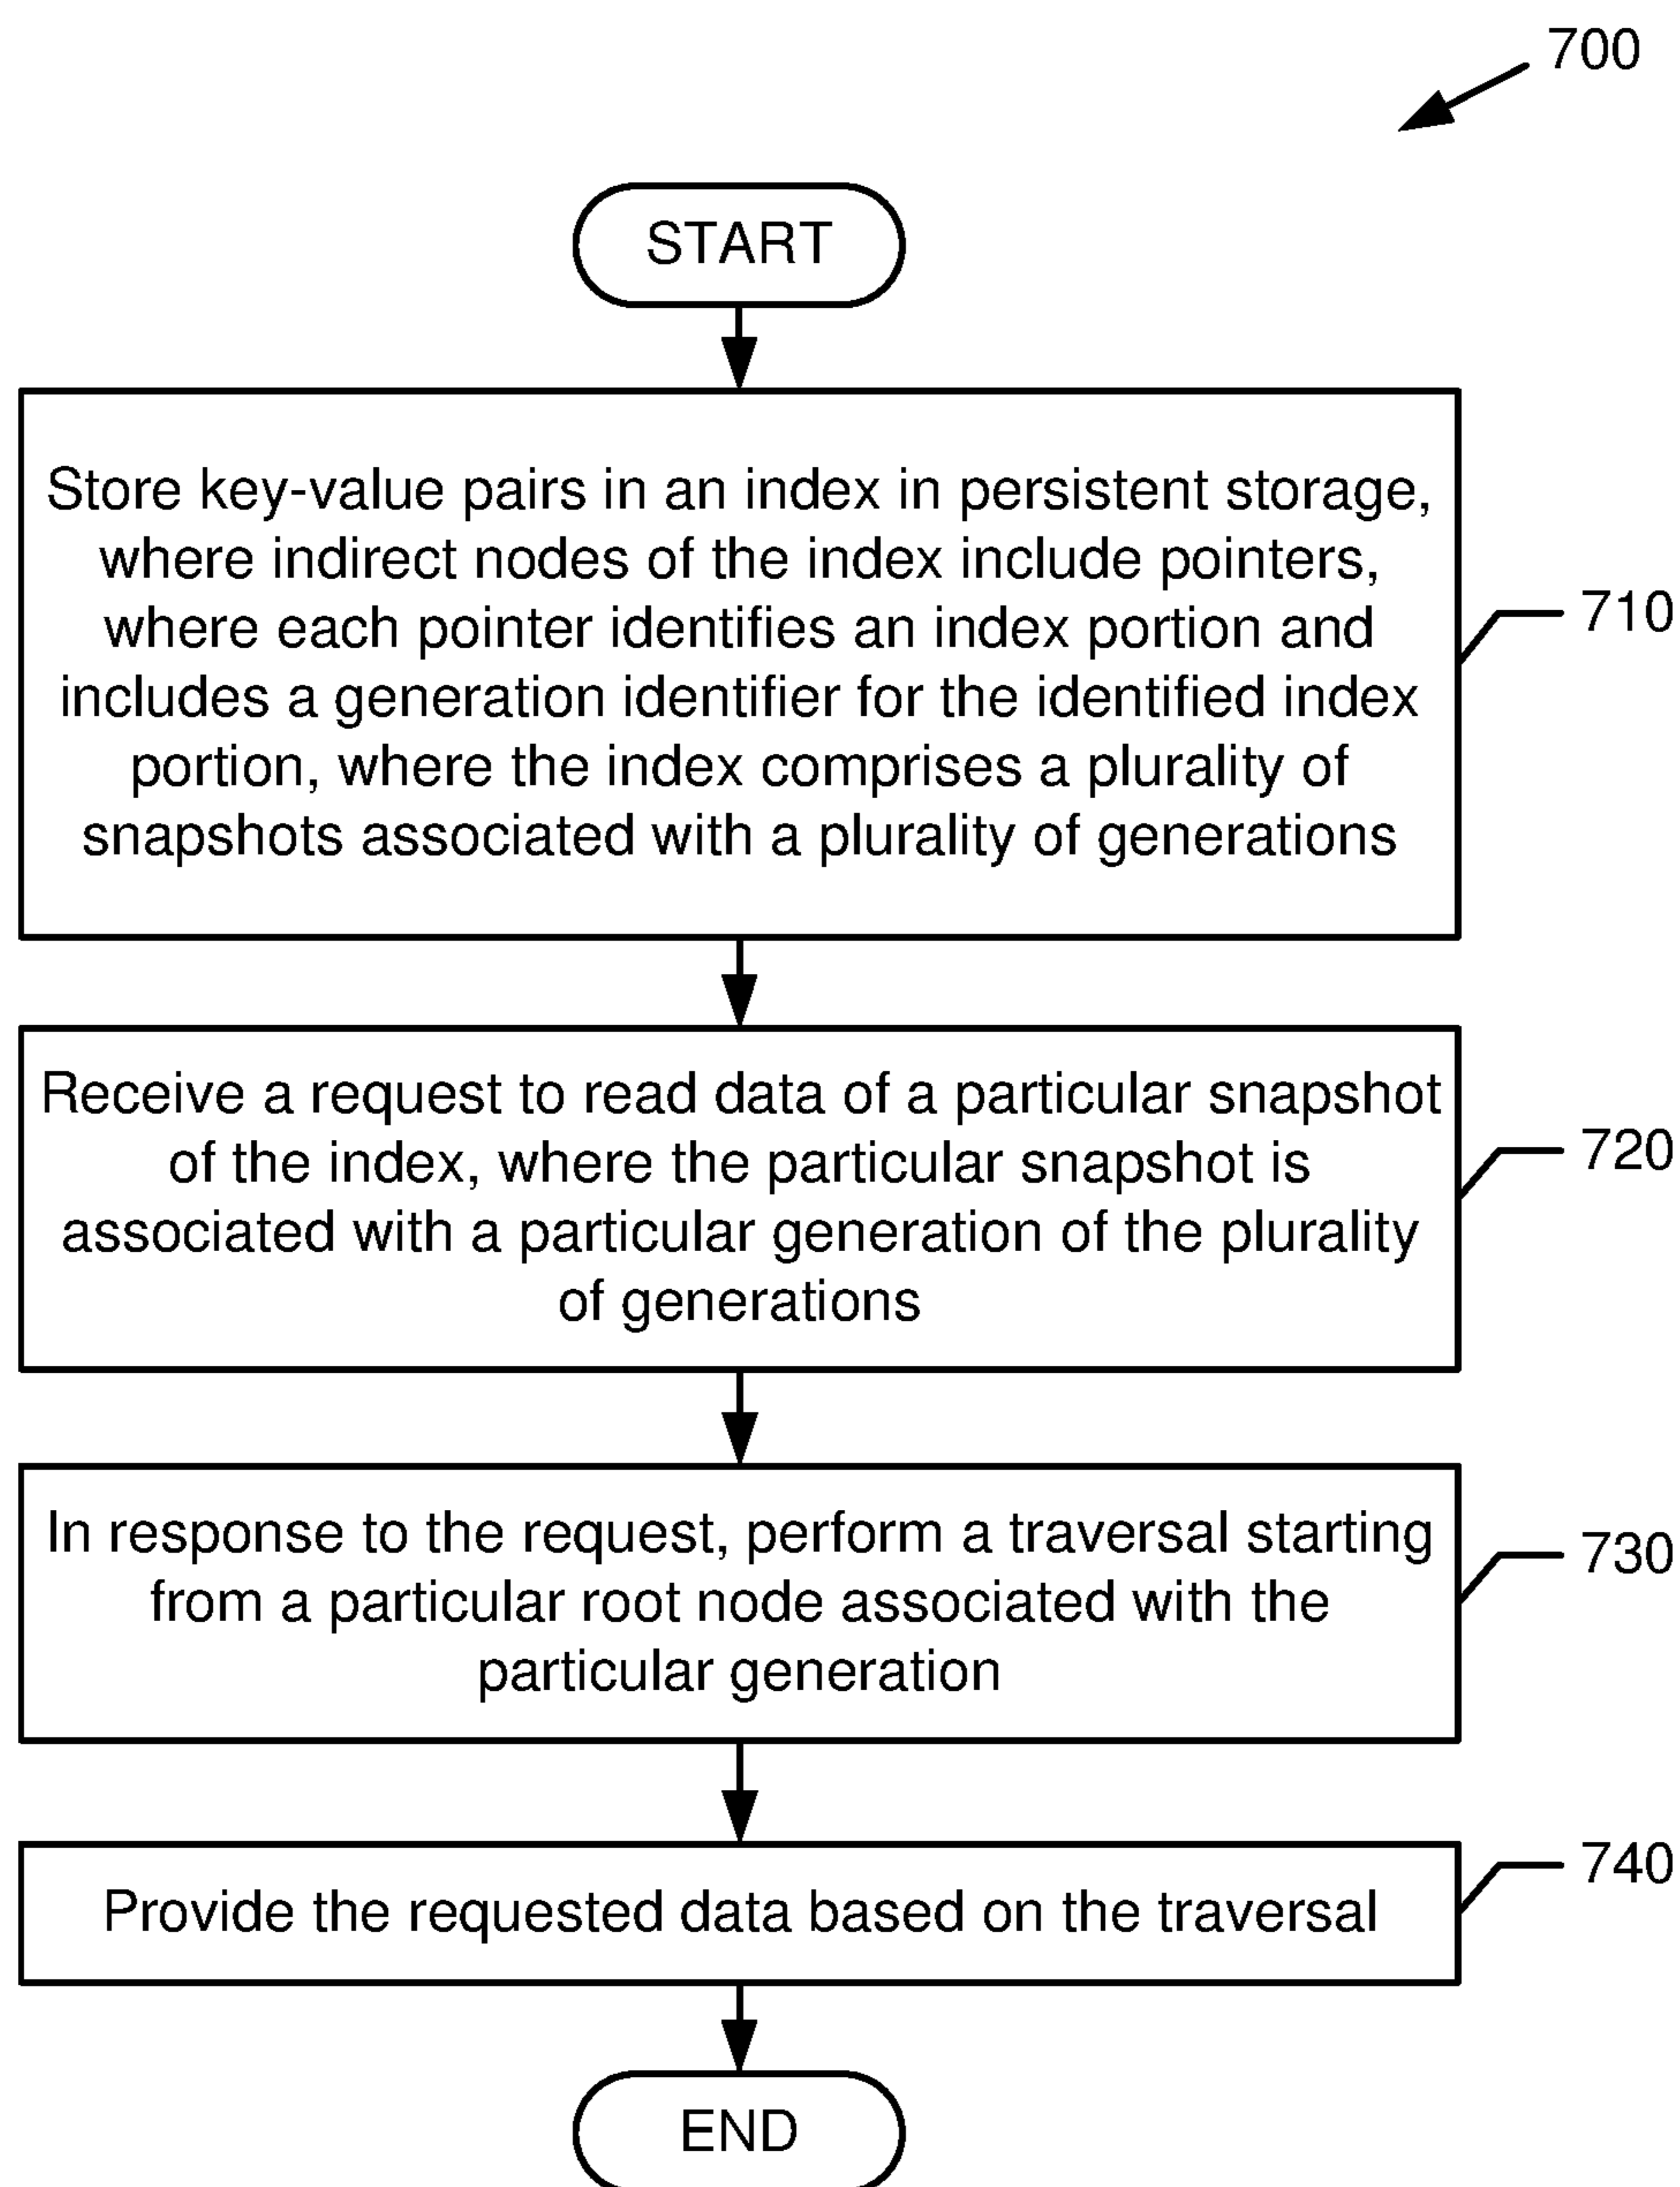 700
START
Store key-value pairs in an index in persistent storage,
where indirect nodes of the index include pointers,
where each pointer identifies an index portion and
includes a generation identifier for the identified index
portion, where the index comprises a plurality of
snapshots associated with a plurality of generations
710
Receive a request to read data of a particular snapshot
of the index, where the particular snapshot is
associated with a particular generation of the plurality
of generations
720
In response to the request, perform a traversal starting
from a particular root node associated with the
particular generation
730
Provide the requested data based on the traversal
740
END